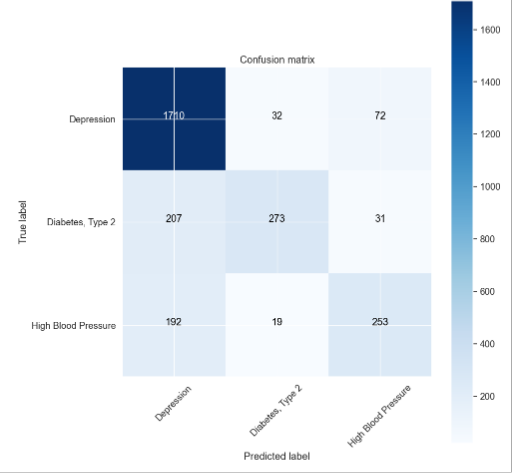 Confusion matrix
True label
Depression
1710 32 72
Diabetes, Type 2
207 273 31
High Blood Pressure
192 19 253
Depression
Diabetes, Type 2
High Blood Pressure
Predicted label
1600
1400
1200
1000
800
600
400
200